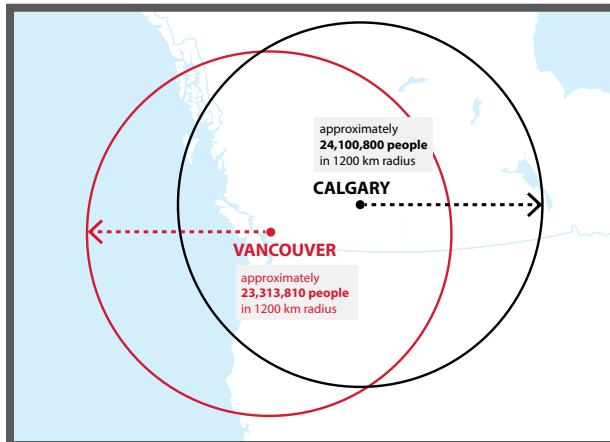 approximately
24,100,800 people
in 1200 km radius
CALGARY
VANCOUVER
approximately
23,313,810 people
in 1200 km radius